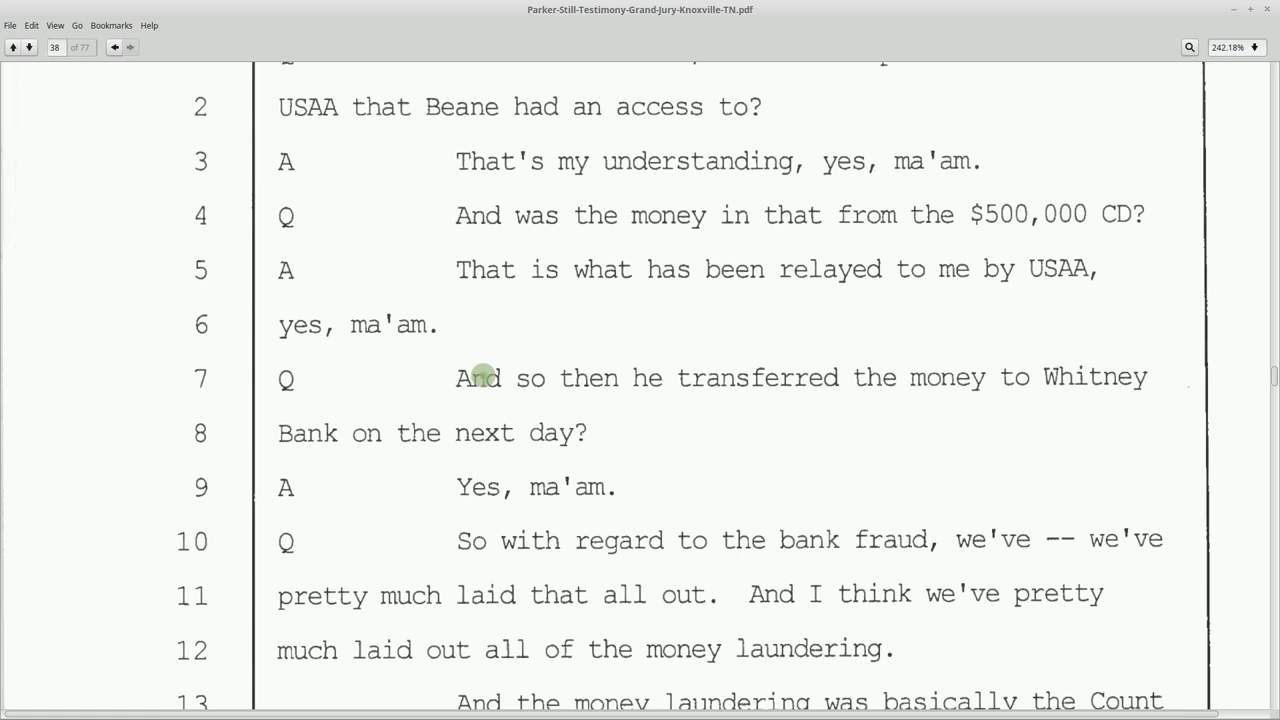 Parker-Still-Testimony-Grand-Jury-Knoxville-TN.pdf
File Edit View Go Bookmarks Help
38 of 77 242.18%
2 USAA that Beane had an access to?
3 A That's my understanding, yes, ma'am.
4 Q And was the money in that from the $500,000 CD?
5 A That is what has been relayed to me by USAA,
6 yes, ma'am.
7 Q And so then he transferred the money to Whitney
8 Bank on the next day?
9 A Yes, ma'am.
10 Q So with regard to the bank fraud, we've -- we've
11 pretty much laid that all out. And I think we've pretty
12 much laid out all of the money laundering.
13 And the money laundering was basically the Count